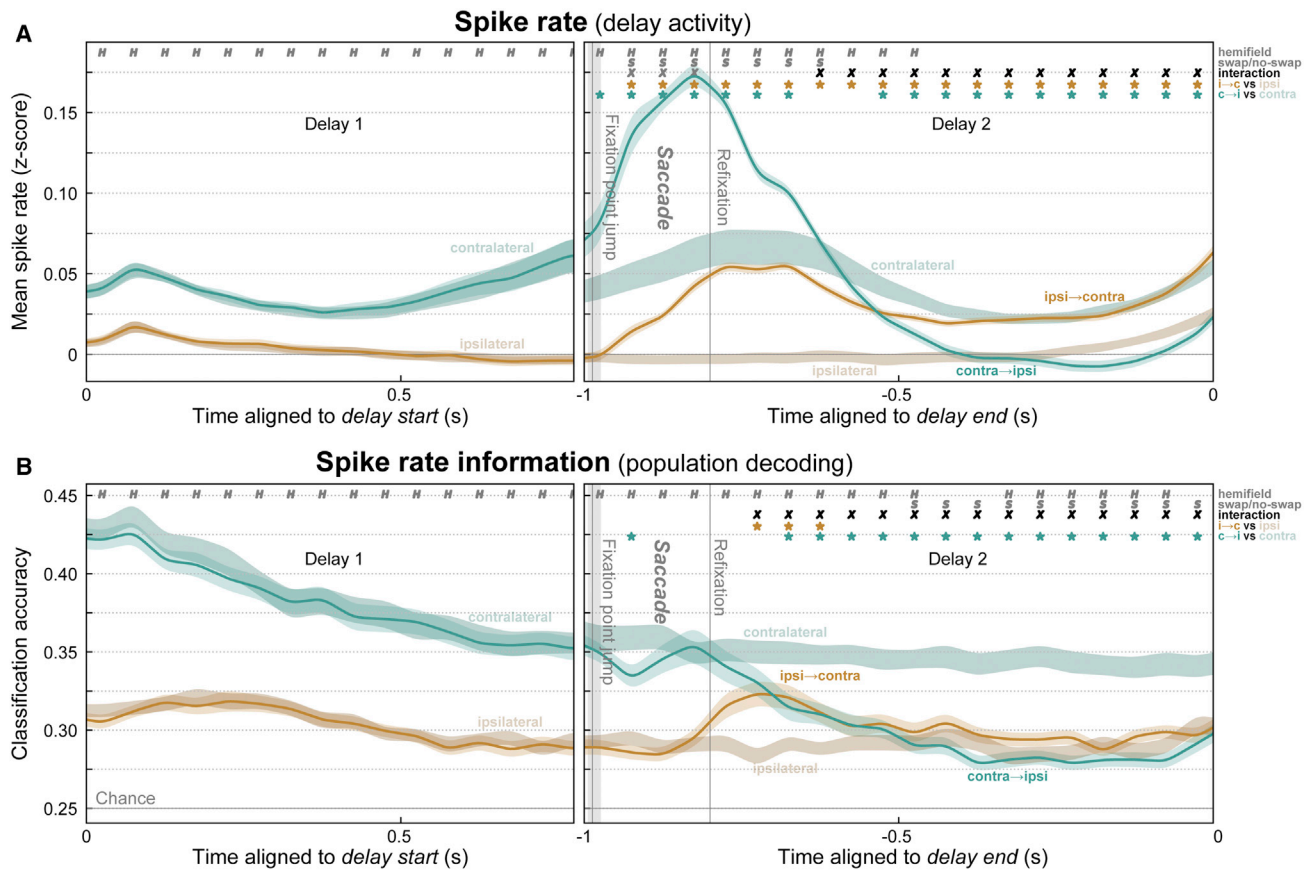 A
Spike rate (delay activity)
H H H H H H H H H H H H H H H H
H H H H H H H H H H H
S S S S S S S
X X X X X X X X X X X X X X X X
hemifield
swap/no-swap
interaction
i→c vs ipsi
c→i vs contra
Mean spike rate (z-score)
0.15
0.10
0.05
0
Delay 1
Delay 2
Fixation point jump
Saccade
Refixation
contralateral
ipsilateral
contralateral
ipsi→contra
ipsilateral
contra→ipsi
0 0.5 -1 -0.5 0
Time aligned to delay start (s)
Time aligned to delay end (s)
B
Spike rate information (population decoding)
H H H H H H H H H H H H H H H H
H H H H H H H H H H H H H H H H H
S S S S S S S S S S
X X X X X X X X X X X X X X X
hemifield
swap/no-swap
interaction
i→c vs ipsi
c→i vs contra
Classification accuracy
0.45
0.40
0.35
0.30
0.25
Delay 1
Delay 2
Fixation point jump
Saccade
Refixation
contralateral
ipsilateral
contralateral
ipsi→contra
ipsilateral
contra→ipsi
Chance
0 0.5 -1 -0.5 0
Time aligned to delay start (s)
Time aligned to delay end (s)